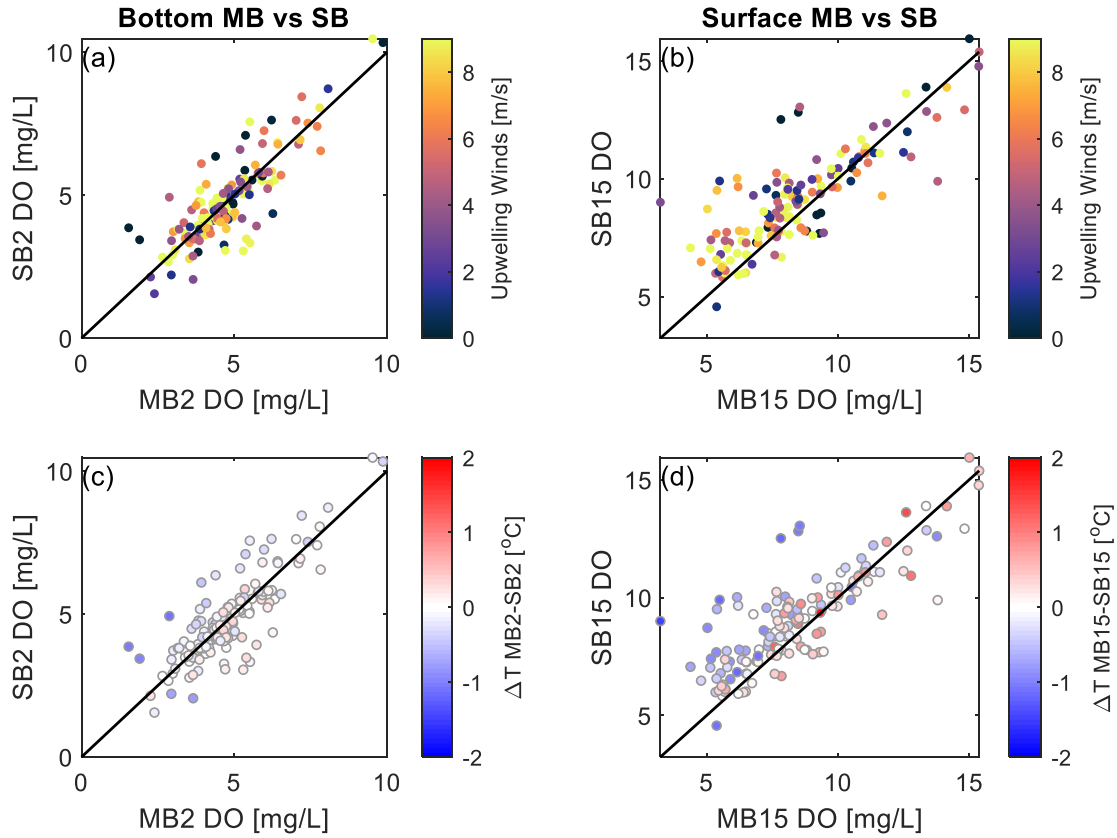 Bottom MB vs SB
Surface MB vs SB
(a)
10
5
0
SB2 DO [mg/L]
0
5
10
MB2 DO [mg/L]
8
6
4
2
0
Upwelling Winds [m/s]
(b)
15
10
5
SB15 DO
5
10
15
MB15 DO [mg/L]
8
6
4
2
0
Upwelling Winds [m/s]
(c)
10
5
0
SB2 DO [mg/L]
0
5
10
MB2 DO [mg/L]
2
1
0
-1
-2
ΔT MB2-SB2 [°C]
(d)
15
10
5
SB15 DO
5
10
15
MB15 DO [mg/L]
2
1
0
-1
-2
ΔT MB15-SB15 [°C]